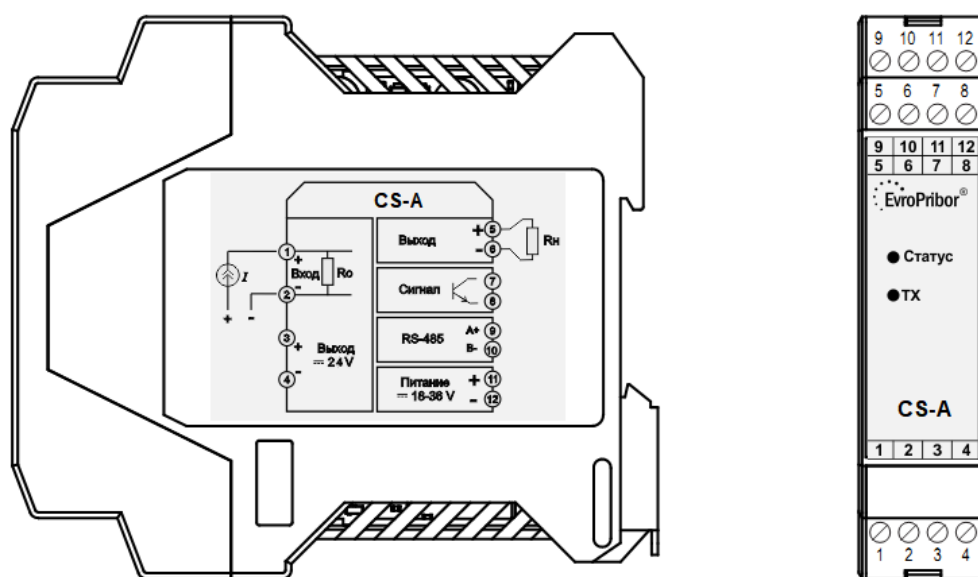 CS-A
1
+
Вход
Rо
I
-
2
+ -
3
+
Выход
⎓ 24 V
-
4
Выход
+ 5
- 6
Rн
Сигнал
7
8
RS-485
A+ 9
B- 10
Питание
⎓ 18-36 V
+ 11
- 12
9 10 11 12
5 6 7 8
9 10 11 12
5 6 7 8
EvroPribor®
Статус
TX
CS-A
1 2 3 4
1 2 3 4